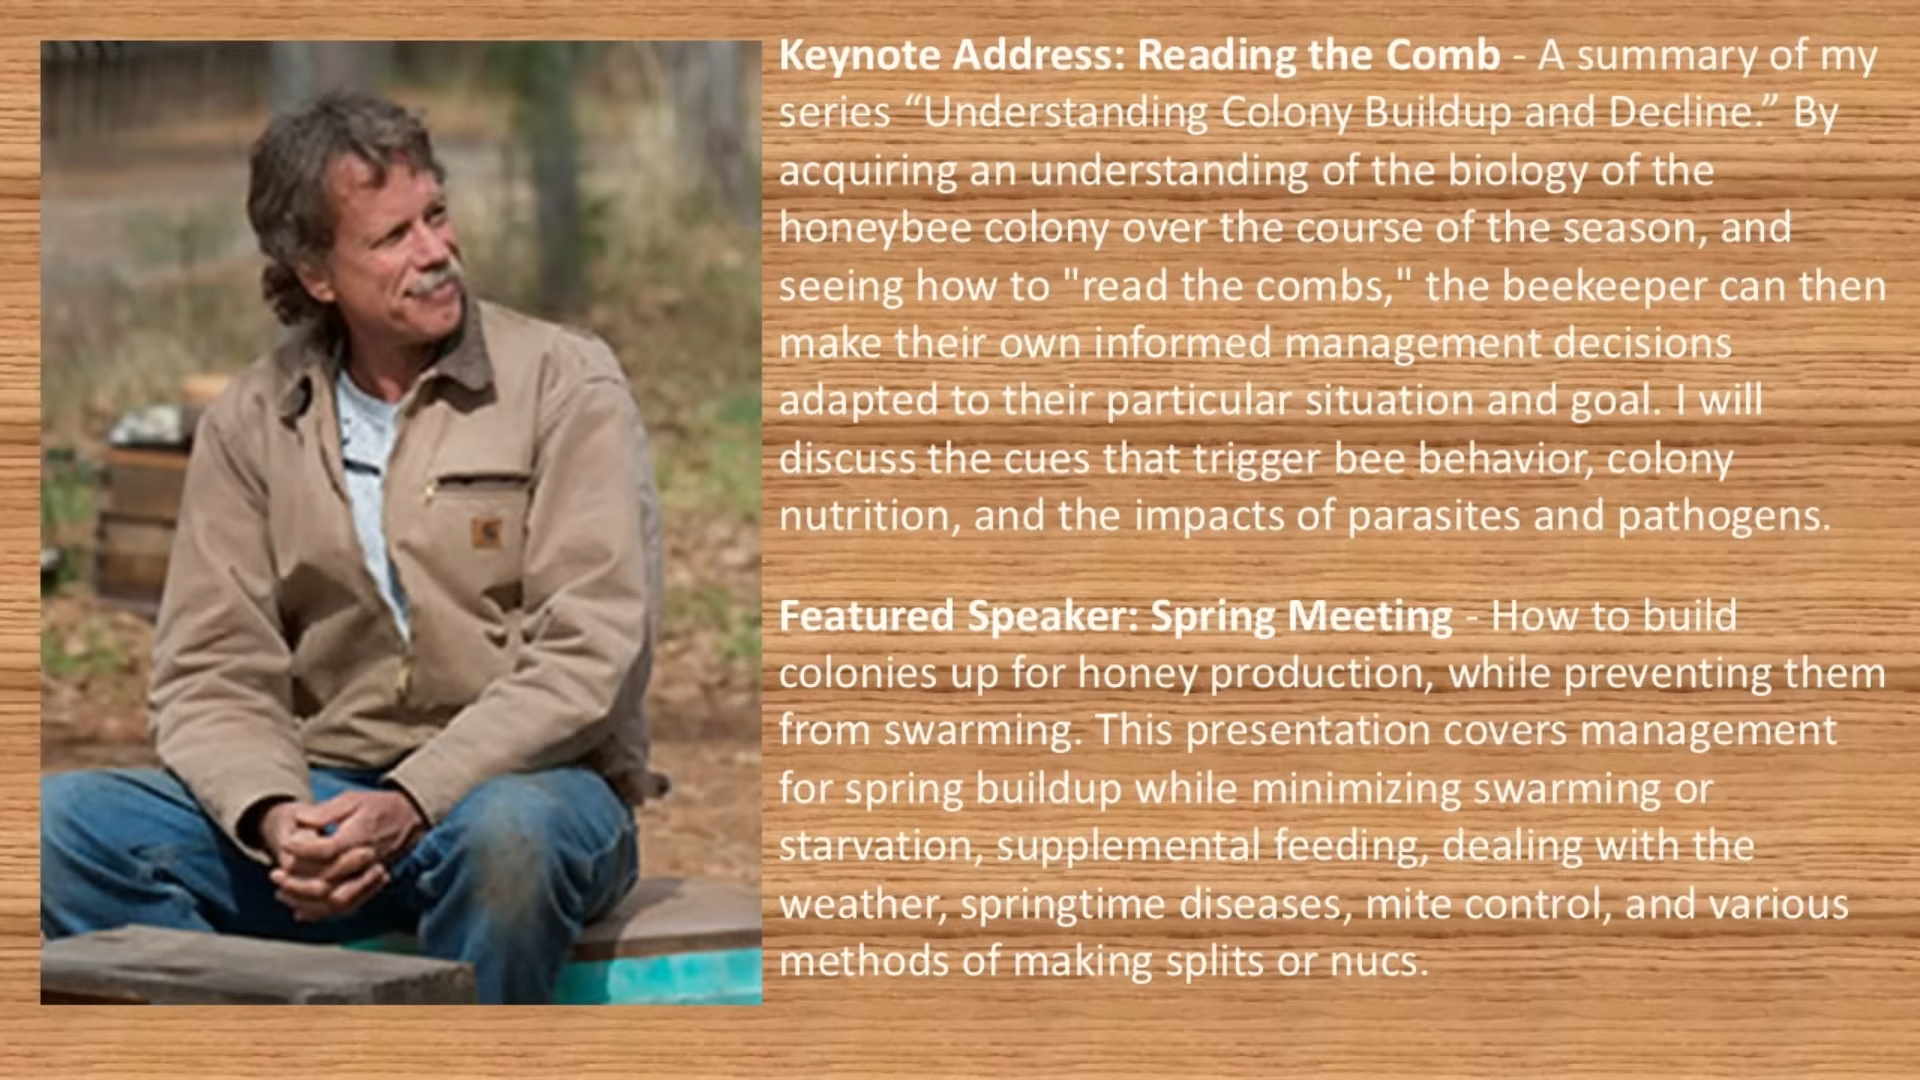 Keynote Address: Reading the Comb - A summary of my
series “Understanding Colony Buildup and Decline.” By
acquiring an understanding of the biology of the
honeybee colony over the course of the season, and
seeing how to "read the combs," the beekeeper can then
make their own informed management decisions
adapted to their particular situation and goal. I will
discuss the cues that trigger bee behavior, colony
nutrition, and the impacts of parasites and pathogens.
Featured Speaker: Spring Meeting - How to build
colonies up for honey production, while preventing them
from swarming. This presentation covers management
for spring buildup while minimizing swarming or
starvation, supplemental feeding, dealing with the
weather, springtime diseases, mite control, and various
methods of making splits or nucs.